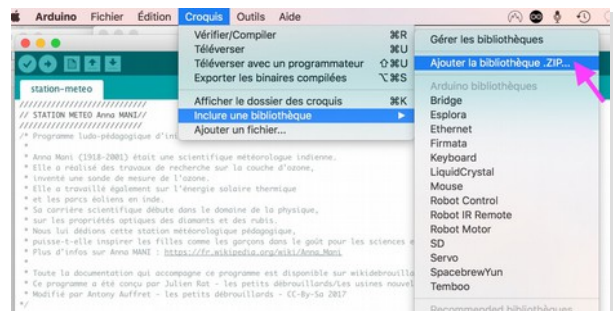 Arduino Fichier Édition Croquis Outils Aide
Vérifier/Compiler ⌘R
Téléverser ⌘U
Téléverser avec un programmateur ⇧⌘U
Exporter les binaires compilées ⌥⌘S
Afficher le dossier des croquis ⌘K
Inclure une bibliothèque
Ajouter un fichier...
Gérer les bibliothèques
Ajouter la bibliothèque .ZIP...
Arduino bibliothèques
Bridge
Esplora
Ethernet
Firmata
Keyboard
LiquidCrystal
Mouse
Robot Control
Robot IR Remote
Robot Motor
SD
Servo
SpacebrewYun
Temboo
Recommended bibliothèques
station-meteo
////////////////////////////
// STATION METEO Anna MANI//
////////////////////////////
/* Programme ludo-pédagogique d'ini
*
* Anna Mani (1918-2001) était une scientifique météorologue indienne.
* Elle a réalisé des travaux de recherche sur la couche d'ozone,
* inventé une sonde de mesure de l'ozone.
* Elle a travaillé également sur l'énergie solaire thermique
* et les parcs éoliens en inde.
* Sa carrière scientifique débute dans le domaine de la physique,
* sur les propriétés optiques des diamants et des rubis.
* Nous lui dédions cette station météorologique pédagogique,
* puisse-t-elle inspirer les filles comme les garçons dans le goût pour les sciences e
* Plus d'infos sur Anna MANI : https://fr.wikipedia.org/wiki/Anna_Mani
*
* Toute la documentation qui accompagne ce programme est disponible sur wikidebrouilla
* Ce programme a été conçu par Julien Rat - les petits débrouillards/Les usines nouvel
* Modifié par Antony Auffret - les petits débrouillards - CC-By-Sa 2017
*/